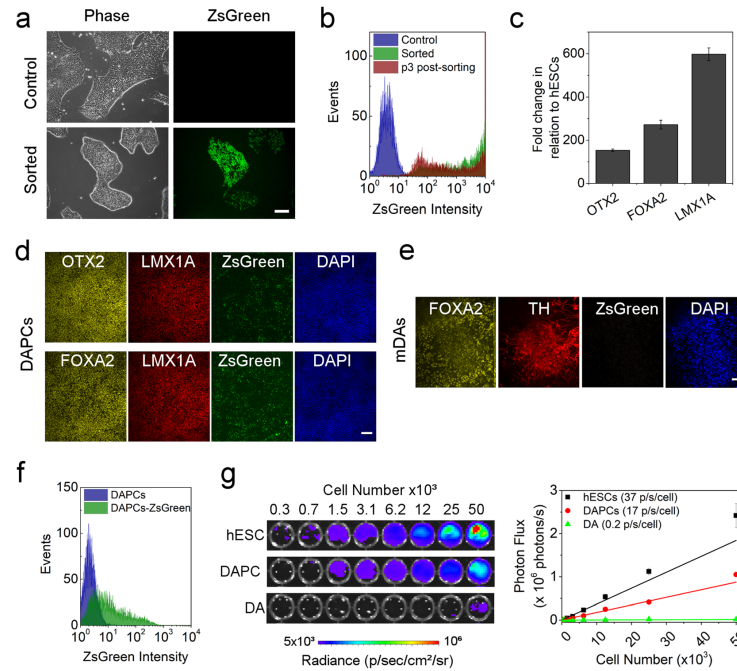 a
Phase
ZsGreen
Control
Sorted
b
Control
Sorted
p3 post-sorting
Events
100
50
0
10⁰ 10¹ 10² 10³ 10⁴
ZsGreen Intensity
c
Fold change in
relation to hESCs
600
400
200
0
OTX2
FOXA2
LMX1A
d
DAPCs
OTX2
LMX1A
ZsGreen
DAPI
FOXA2
LMX1A
ZsGreen
DAPI
e
mDAs
FOXA2
TH
ZsGreen
DAPI
f
DAPCs
DAPCs-ZsGreen
Events
150
100
50
0
10⁰ 10¹ 10² 10³ 10⁴
ZsGreen Intensity
g
Cell Number x10³
0.3 0.7 1.5 3.1 6.2 12 25 50
hESC
DAPC
DA
5x10³
10⁶
Radiance (p/sec/cm²/sr)
hESCs (37 p/s/cell)
DAPCs (17 p/s/cell)
DA (0.2 p/s/cell)
Photon Flux
(x 10⁶ photons/s)
3
2
1
0
0 10 20 30 40
Cell Number (x10³)